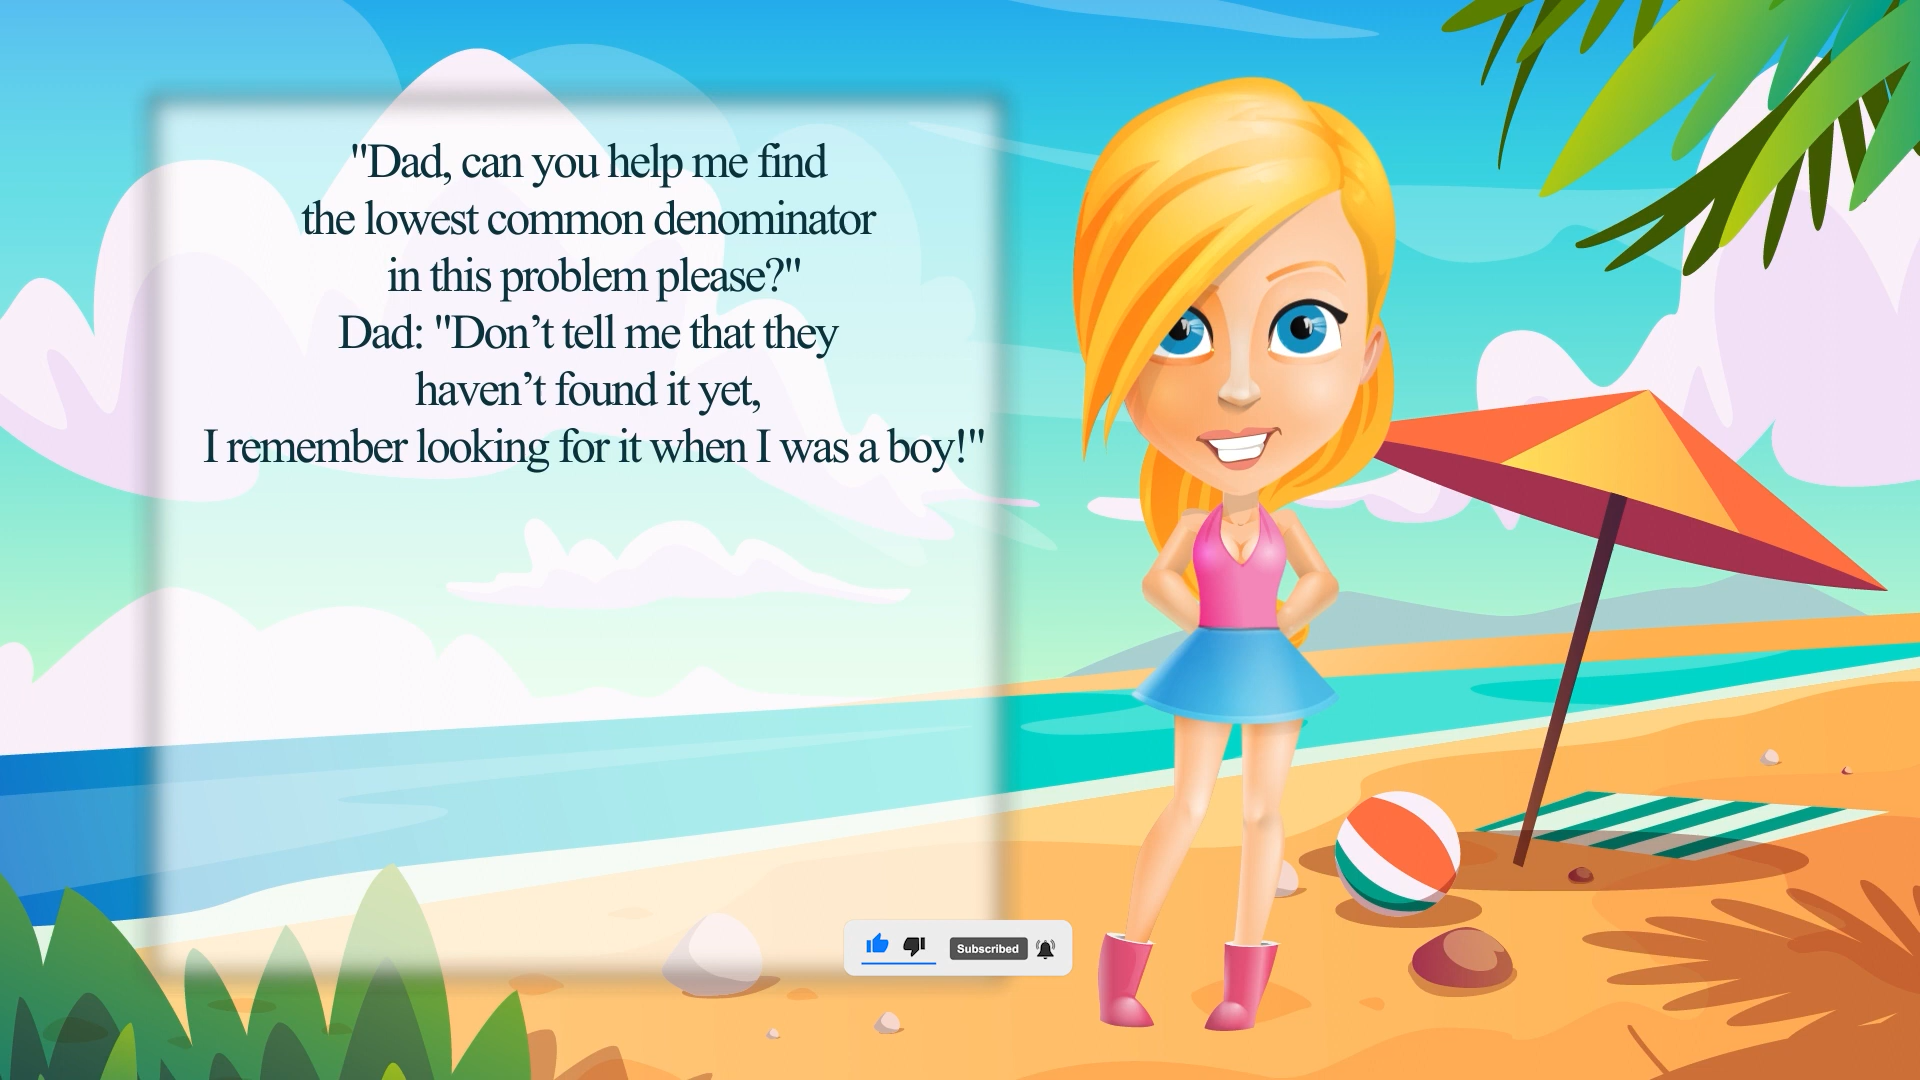 "Dad, can you help me find
the lowest common denominator
in this problem please?"
Dad: "Don’t tell me that they
haven’t found it yet,
I remember looking for it when I was a boy!"
Subscribed